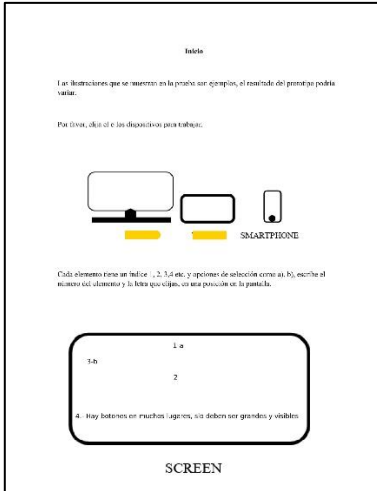 Inicio
Las ilustraciones que se muestran en la prueba son ejemplos, el resultado del prototipo podría
variar.
Por favor, elija el o los dispositivos para trabajar.
SMARTPHONE
Cada elemento tiene un índice 1, 2, 3,4 etc. y opciones de selección como a), b), escribe el
número del elemento y la letra que elijas, en una posición en la pantalla.
1-a
3-b
2
4. Hay botones en muchos lugares, deben ser grandes y visibles
SCREEN